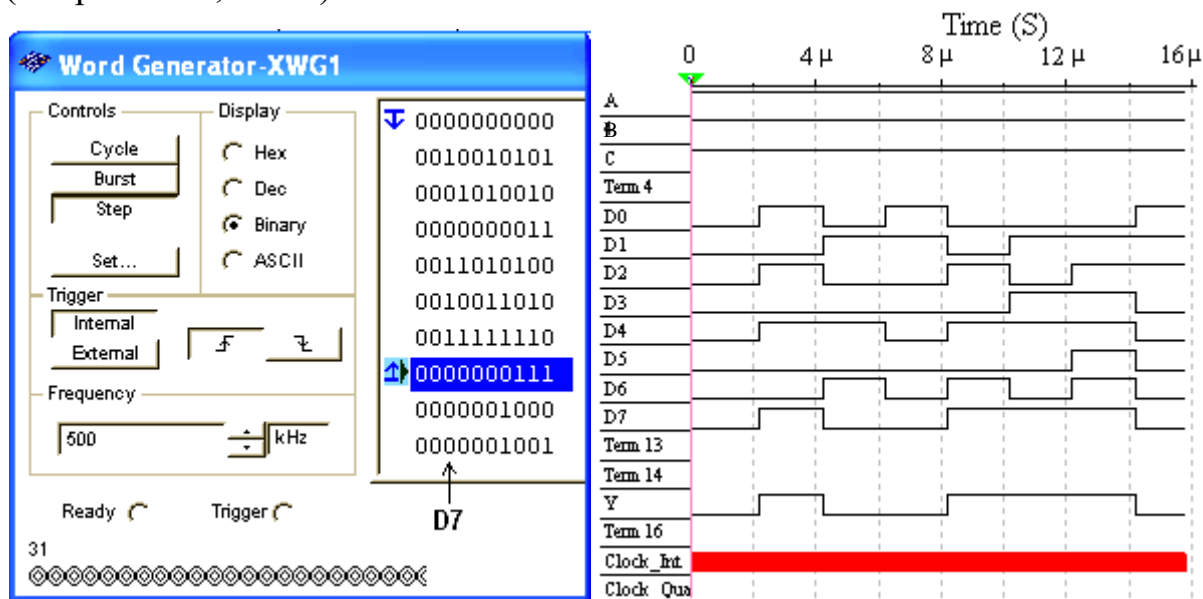 Word Generator-XWG1
Controls
Cycle
Burst
Step
Set...
Display
Hex
Dec
Binary
ASCII
Trigger
Internal
External
Frequency
500
kHz
Ready
Trigger
31
0000000000
0010010101
0001010010
0000000011
0011010100
0010011010
0011111110
0000000111
0000001000
0000001001
D7
Time (S)
0 4 µ 8 µ 12 µ 16 µ
A
B
C
Term 4
D0
D1
D2
D3
D4
D5
D6
D7
Term 13
Term 14
Y
Term 16
Clock_Int
Clock_Qua